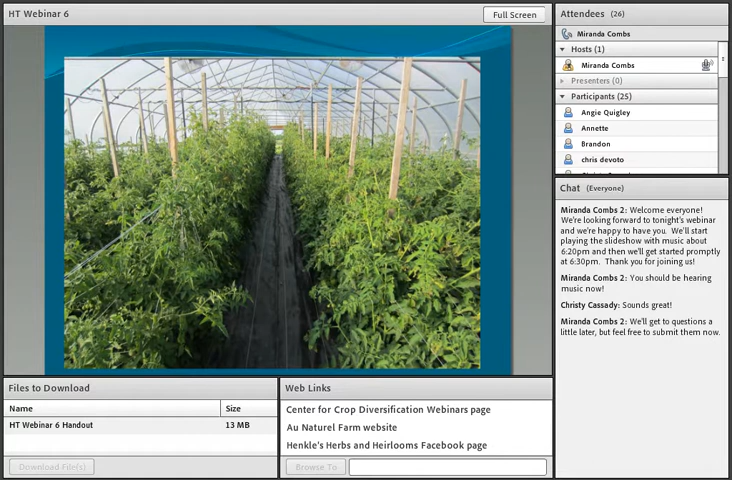 HT Webinar 6
Full Screen
Attendees (26)
Miranda Combs
Hosts (1)
Miranda Combs
Presenters (0)
Participants (25)
Angie Quigley
Annette
Brandon
chris devoto
Chat (Everyone)
Miranda Combs 2: Welcome everyone!
We're looking forward to tonight's webinar
and we're happy to have you. We'll start
playing the slideshow with music about
6:20pm and then we'll get started promptly
at 6:30pm. Thank you for joining us!
Miranda Combs 2: You should be hearing
music now!
Christy Cassady: Sounds great!
Miranda Combs 2: We'll get to questions a
little later, but feel free to submit them now.
Files to Download
Name Size
HT Webinar 6 Handout 13 MB
Download File(s)
Web Links
Center for Crop Diversification Webinars page
Au Naturel Farm website
Henkle's Herbs and Heirlooms Facebook page
Browse To